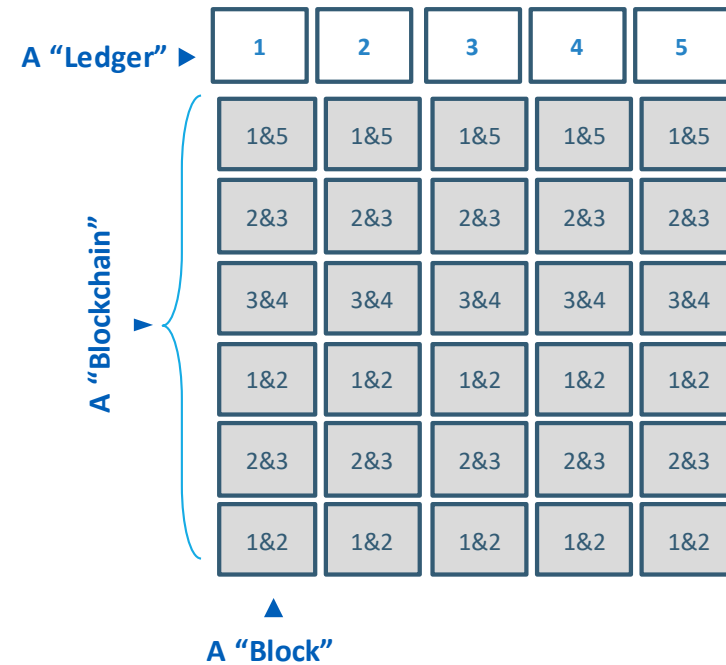 A “Ledger” 1 2 3 4 5
1&5 1&5 1&5 1&5 1&5
2&3 2&3 2&3 2&3 2&3
3&4 3&4 3&4 3&4 3&4
1&2 1&2 1&2 1&2 1&2
2&3 2&3 2&3 2&3 2&3
1&2 1&2 1&2 1&2 1&2
A “Blockchain”
A “Block”